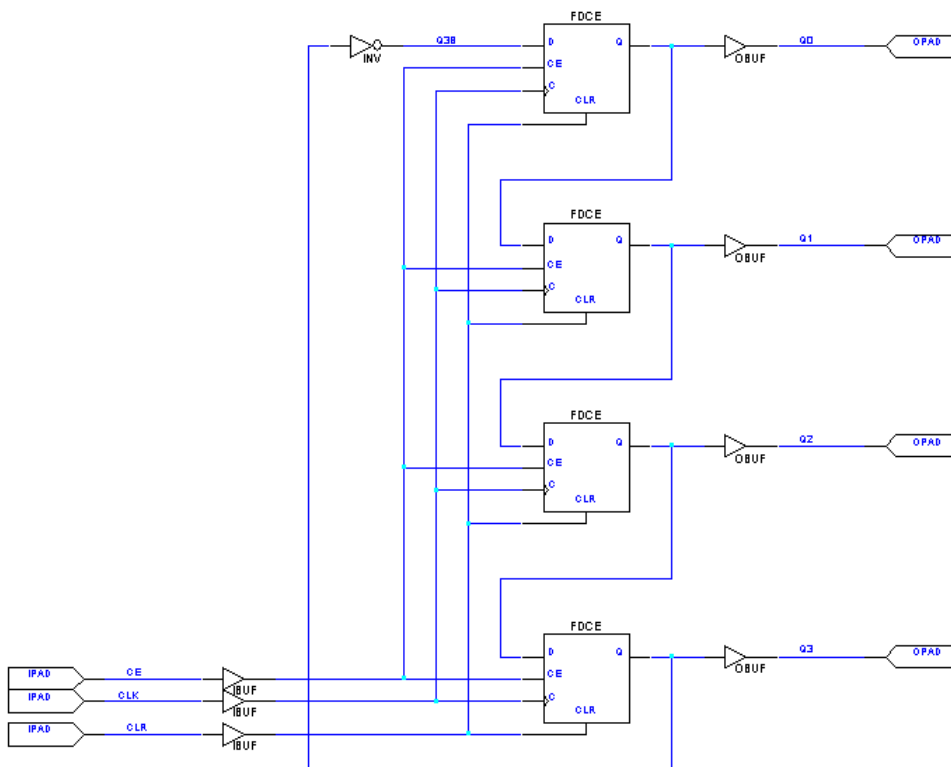 FDCE
D Q Q3B INV OBUF Q0 OPAD
CE
C
CLR
FDCE
D Q OBUF Q1 OPAD
CE
C
CLR
FDCE
D Q OBUF Q2 OPAD
CE
C
CLR
FDCE
D Q OBUF Q3 OPAD
IPAD CE IBUF CE
IPAD CLK IBUF C
CLR
IPAD CLR IBUF